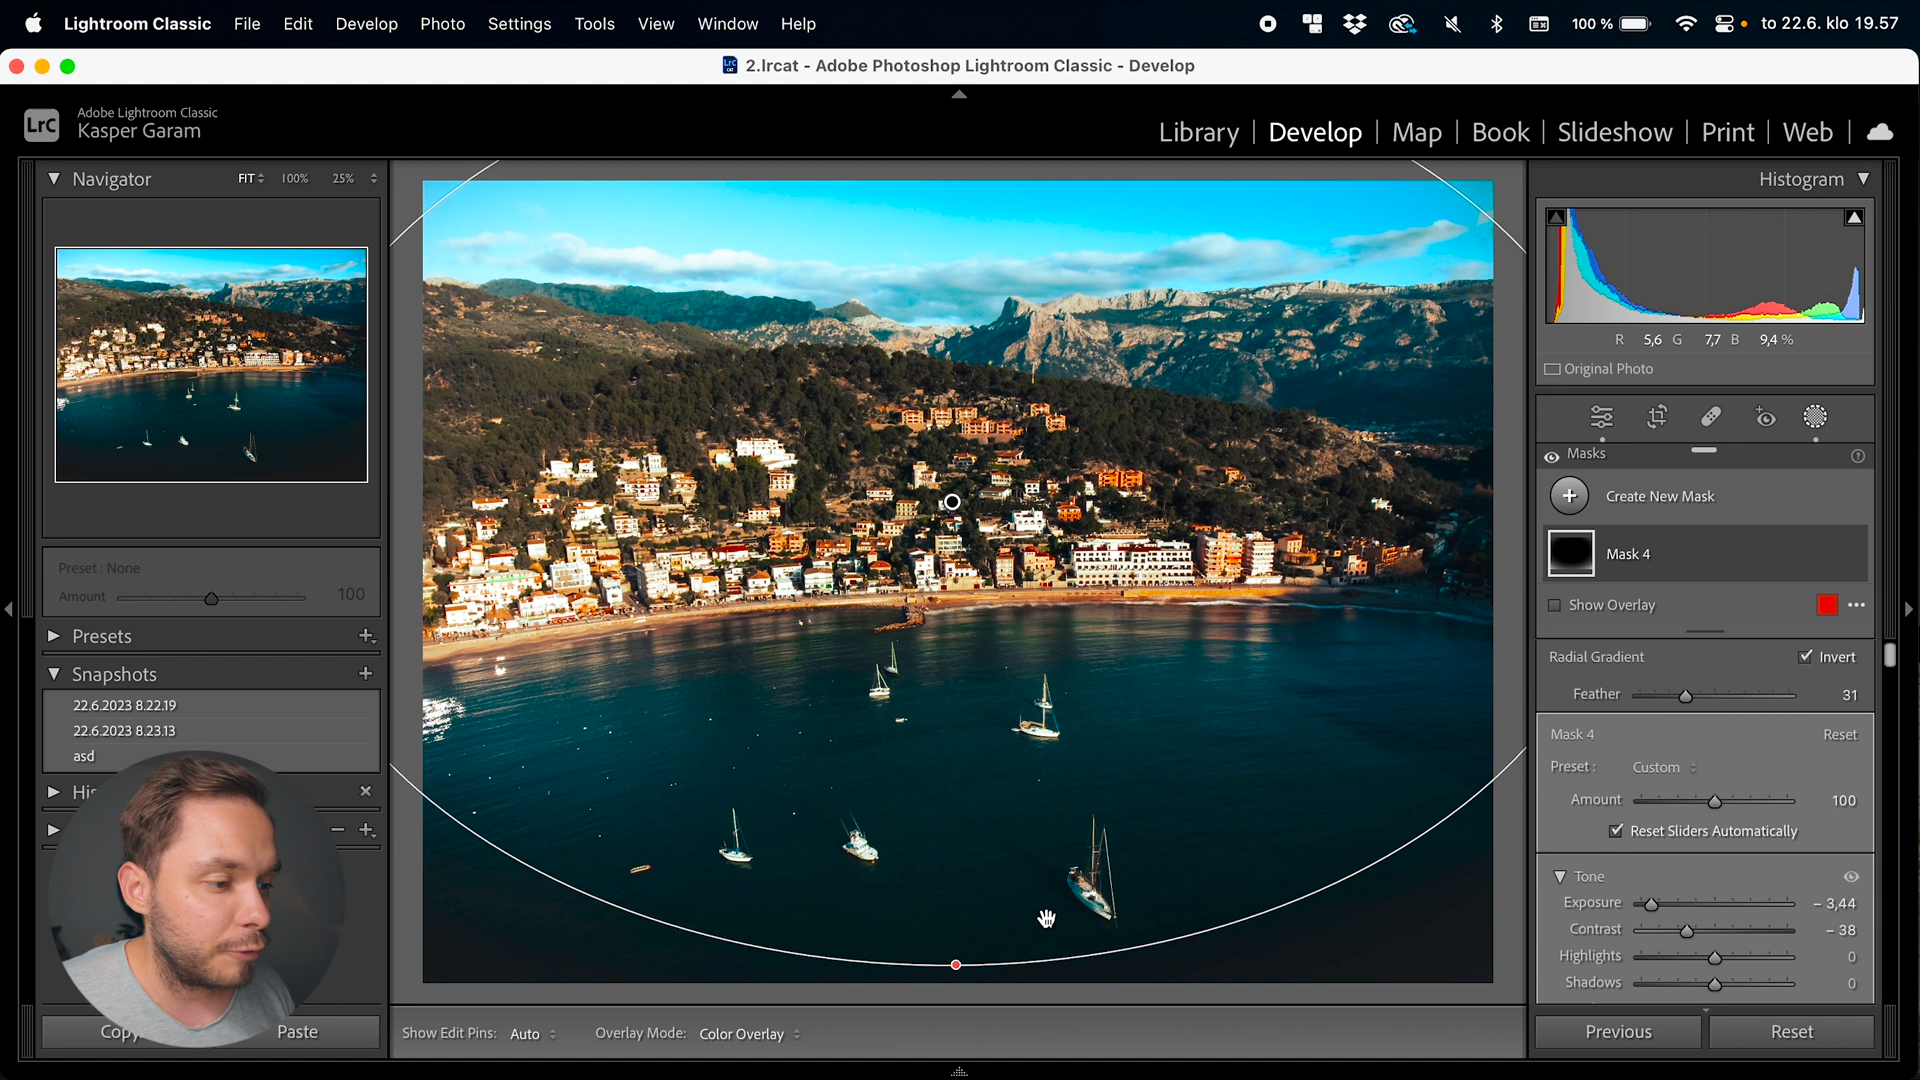 Lightroom Classic File Edit Develop Photo Settings Tools View Window Help 100 % to 22.6. klo 19.57
2.lrcat - Adobe Photoshop Lightroom Classic - Develop
LrC
Adobe Lightroom Classic
Kasper Garam
Library | Develop | Map | Book | Slideshow | Print | Web
Navigator FIT 100% 25%
Preset : None
Amount 100
Presets
Snapshots
22.6.2023 8.22.19
22.6.2023 8.23.13
asd
Paste
Show Edit Pins: Auto Overlay Mode: Color Overlay
Histogram
R 5,6 G 7,7 B 9,4 %
Original Photo
Masks
Create New Mask
Mask 4
Show Overlay
Radial Gradient Invert
Feather 31
Mask 4 Reset
Preset : Custom
Amount 100
Reset Sliders Automatically
Tone
Exposure – 3,44
Contrast – 38
Highlights 0
Shadows 0
Previous Reset